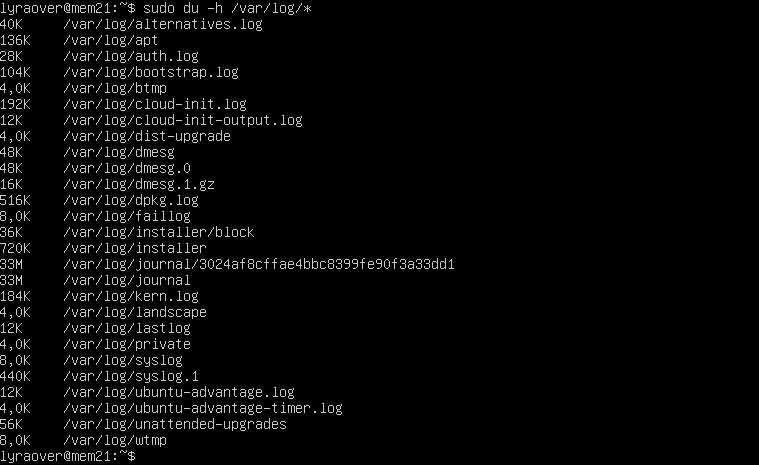 lyraover@mem21:~$ sudo du -h /var/log/*
40K /var/log/alternatives.log
136K /var/log/apt
28K /var/log/auth.log
104K /var/log/bootstrap.log
4,0K /var/log/btmp
192K /var/log/cloud-init.log
12K /var/log/cloud-init-output.log
4,0K /var/log/dist-upgrade
48K /var/log/dmesg
48K /var/log/dmesg.0
16K /var/log/dmesg.1.gz
516K /var/log/dpkg.log
8,0K /var/log/faillog
36K /var/log/installer/block
720K /var/log/installer
33M /var/log/journal/3024af8cffae4bbc8399fe90f3a33dd1
33M /var/log/journal
184K /var/log/kern.log
4,0K /var/log/landscape
12K /var/log/lastlog
4,0K /var/log/private
8,0K /var/log/syslog
440K /var/log/syslog.1
12K /var/log/ubuntu-advantage.log
4,0K /var/log/ubuntu-advantage-timer.log
56K /var/log/unattended-upgrades
8,0K /var/log/wtmp
lyraover@mem21:~$